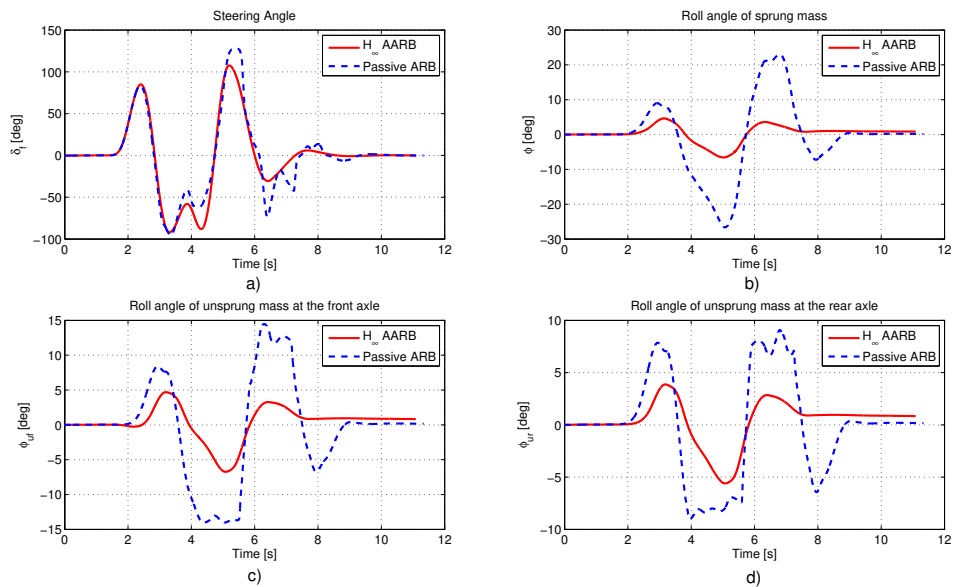 Steering Angle
150
100
50
0
−50
−100
δf [deg]
0 2 4 6 8 10 12
Time [s]
H∞ AARB
Passive ARB
a)
Roll angle of sprung mass
30
20
10
0
−10
−20
−30
ϕ [deg]
0 2 4 6 8 10 12
Time [s]
H∞ AARB
Passive ARB
b)
Roll angle of unsprung mass at the front axle
15
10
5
0
−5
−10
−15
ϕuf [deg]
0 2 4 6 8 10 12
Time [s]
H∞ AARB
Passive ARB
c)
Roll angle of unsprung mass at the rear axle
10
5
0
−5
−10
ϕur [deg]
0 2 4 6 8 10 12
Time [s]
H∞ AARB
Passive ARB
d)